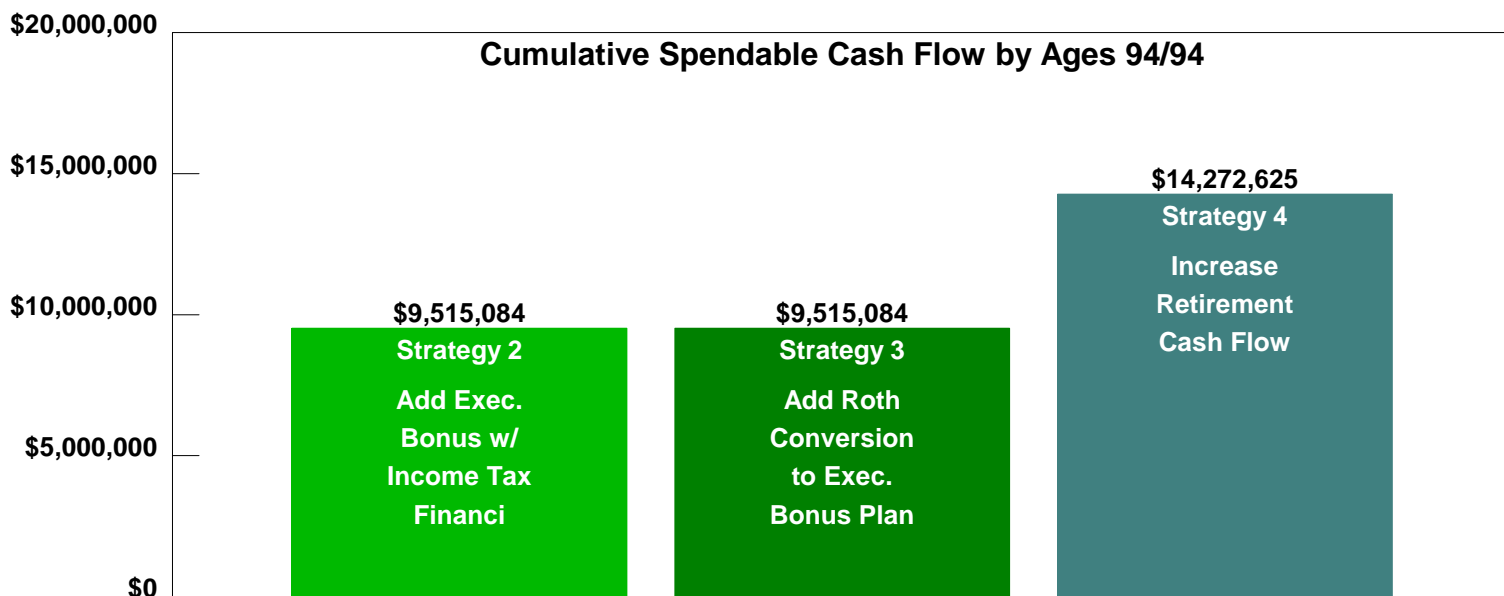 $20,000,000
Cumulative Spendable Cash Flow by Ages 94/94
$15,000,000
$14,272,625
Strategy 4
Increase
Retirement
Cash Flow
$10,000,000
$9,515,084
Strategy 2
Add Exec.
Bonus w/
Income Tax
Financi
$9,515,084
Strategy 3
Add Roth
Conversion
to Exec.
Bonus Plan
$5,000,000
$0